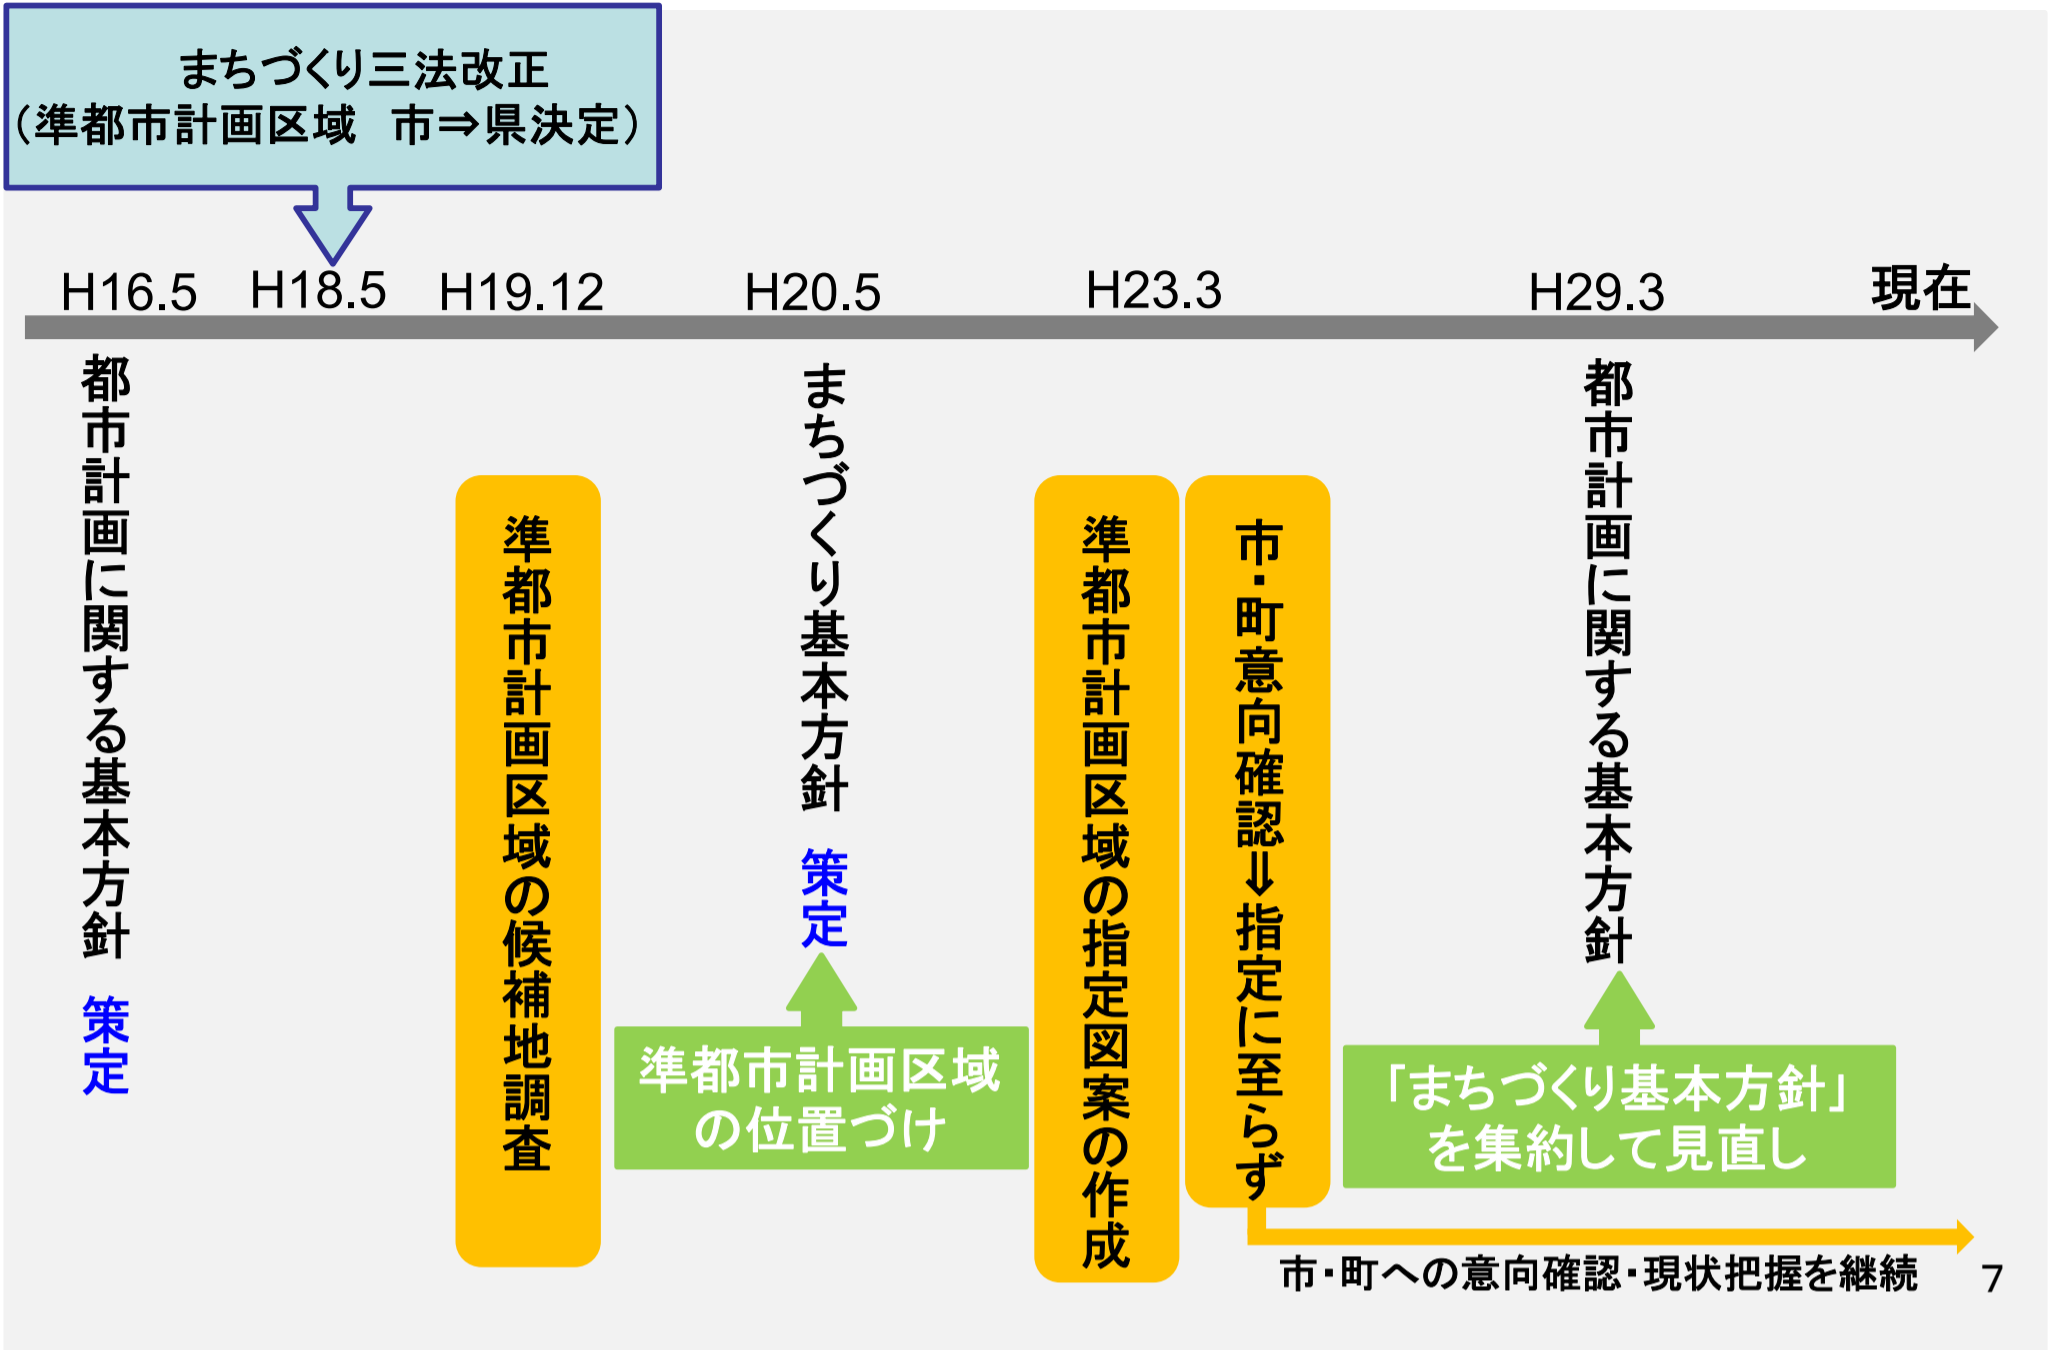 まちづくり三法改正
（準都市計画区域　市⇒県決定）
H16.5
H18.5
H19.12
H20.5
H23.3
H29.3
現在
都市計画に関する基本方針　策定
準都市計画区域の候補地調査
まちづくり基本方針　策定
準都市計画区域
の位置づけ
準都市計画区域の指定図案の作成
市・町意向確認⇒指定に至らず
都市計画に関する基本方針
「まちづくり基本方針」
を集約して見直し
市・町への意向確認・現状把握を継続
7